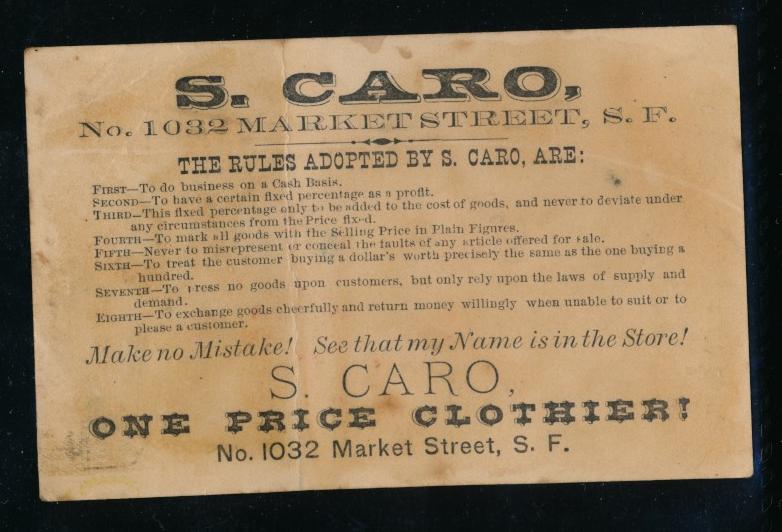 S. CARO,
No. 1032 MARKET STREET, S. F.
THE RULES ADOPTED BY S. CARO, ARE:
FIRST—To do business on a Cash Basis.
SECOND—To have a certain fixed percentage as a profit.
THIRD—This fixed percentage only to be added to the cost of goods, and never to deviate under
any circumstances from the Price fixed.
FOURTH—To mark all goods with the Selling Price in Plain Figures.
FIFTH—Never to misrepresent or conceal the faults of any article offered for sale.
SIXTH—To treat the customer buying a dollar's worth precisely the same as the one buying a
hundred.
SEVENTH—To press no goods upon customers, but only rely upon the laws of supply and
demand.
EIGHTH—To exchange goods cheerfully and return money willingly when unable to suit or to
please a customer.
Make no Mistake! See that my Name is in the Store!
S. CARO,
ONE PRICE CLOTHIER!
No. 1032 Market Street, S. F.